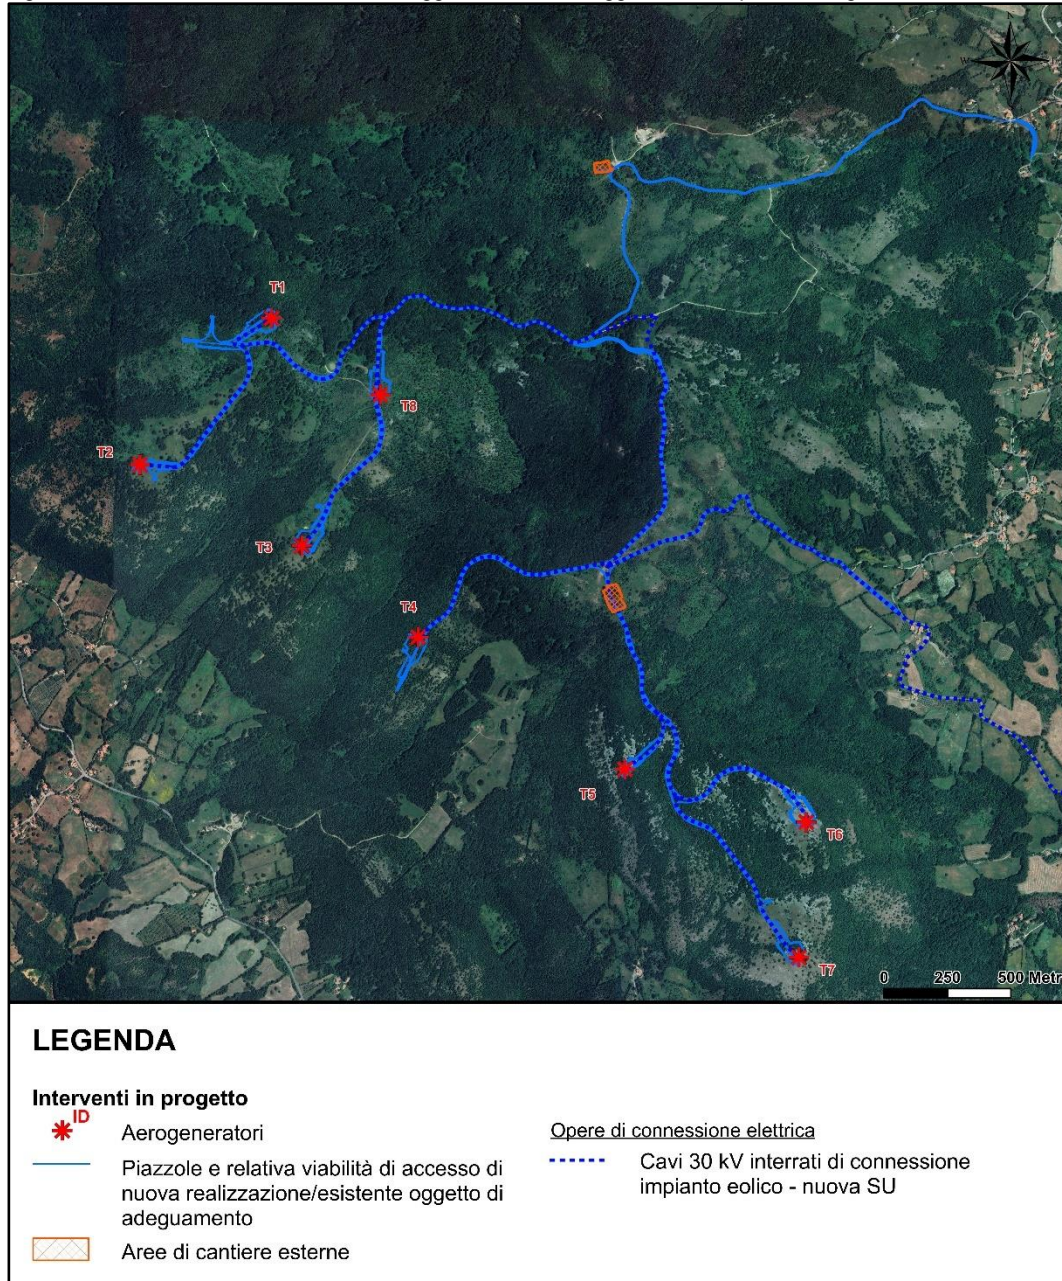 T1
T8
T2
T3
T4
T5
T6
T7
0 250 500 Metri
LEGENDA
Interventi in progetto
ID
Aerogeneratori
Piazzole e relativa viabilità di accesso di
nuova realizzazione/esistente oggetto di
adeguamento
Aree di cantiere esterne
Opere di connessione elettrica
Cavi 30 kV interrati di connessione
impianto eolico - nuova SU